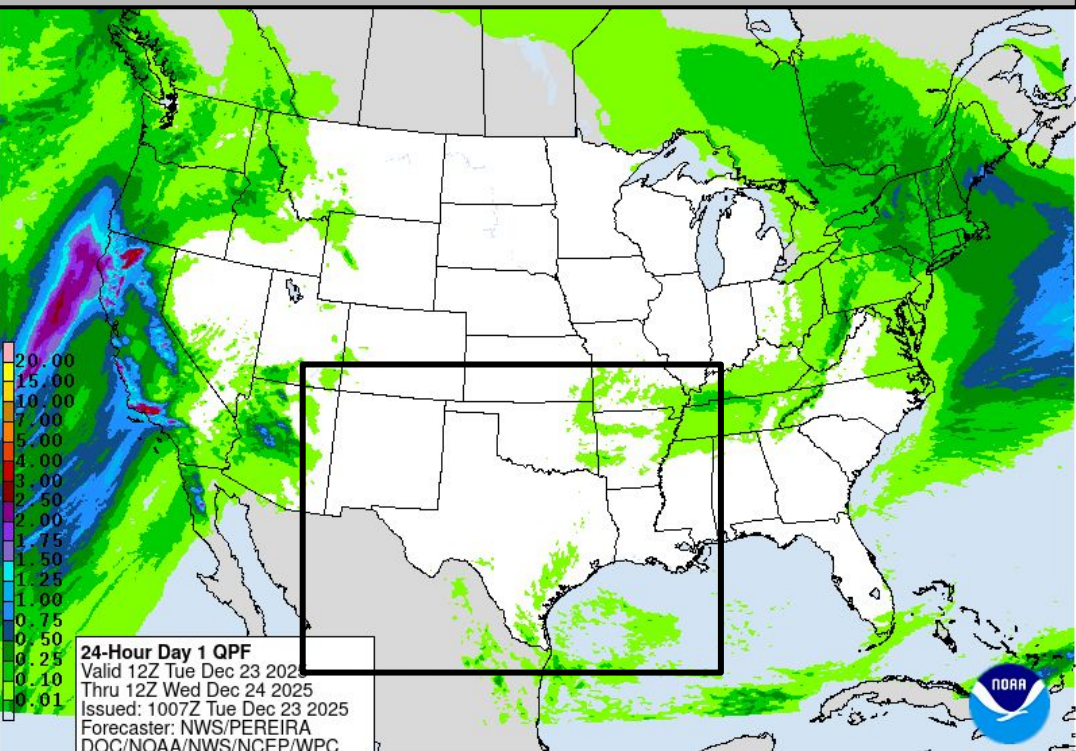 20.00
15.00
10.00
7.00
5.00
4.00
3.00
2.50
2.00
1.75
1.50
1.25
1.00
0.75
0.50
0.25
0.10
0.01
24-Hour Day 1 QPF
Valid 12Z Tue Dec 23 2025
Thru 12Z Wed Dec 24 2025
Issued: 1007Z Tue Dec 23 2025
Forecaster: NWS/PEREIRA
DOC/NOAA/NWS/NCEP/WPC
NOAA